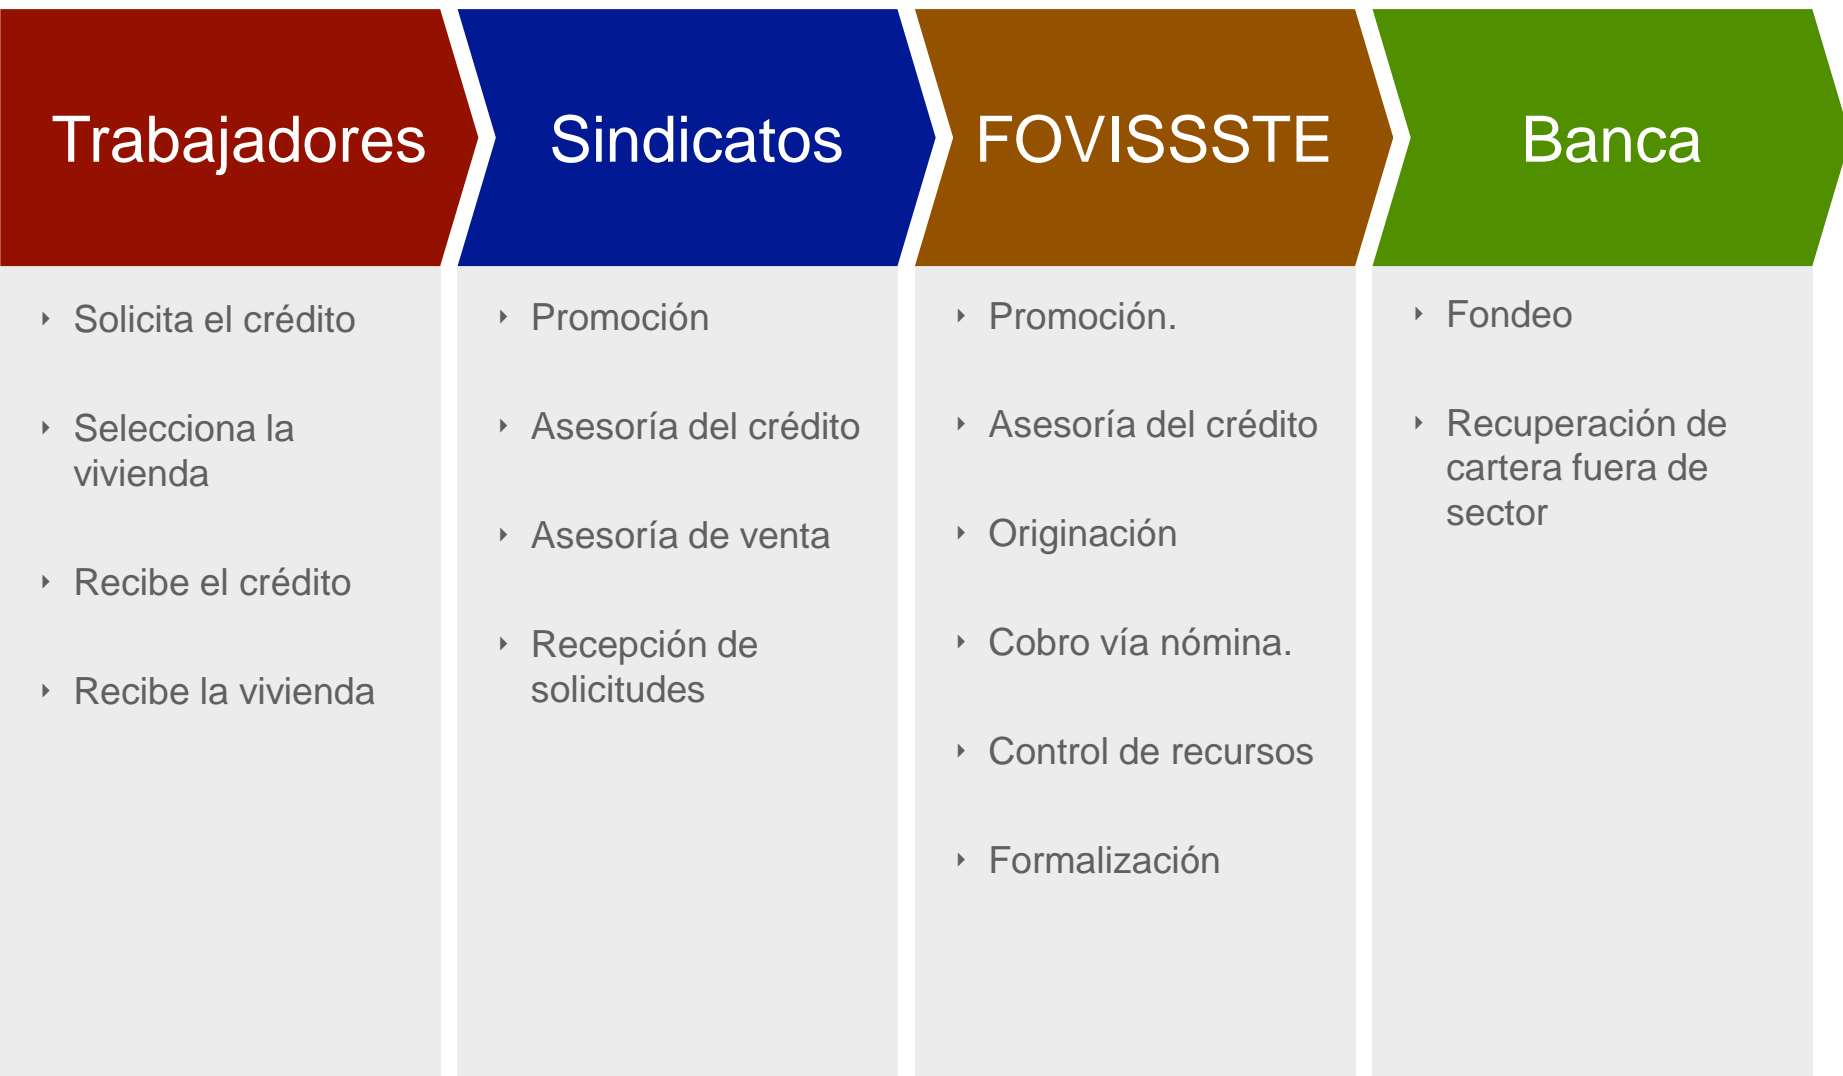 Trabajadores
Solicita el crédito
Selecciona la
vivienda
Recibe el crédito
Recibe la vivienda
Sindicatos
Promoción
Asesoría del crédito
Asesoría de venta
Recepción de
solicitudes
FOVISSSTE
Promoción.
Asesoría del crédito
Originación
Cobro vía nómina.
Control de recursos
Formalización
Banca
Fondeo
Recuperación de
cartera fuera de
sector